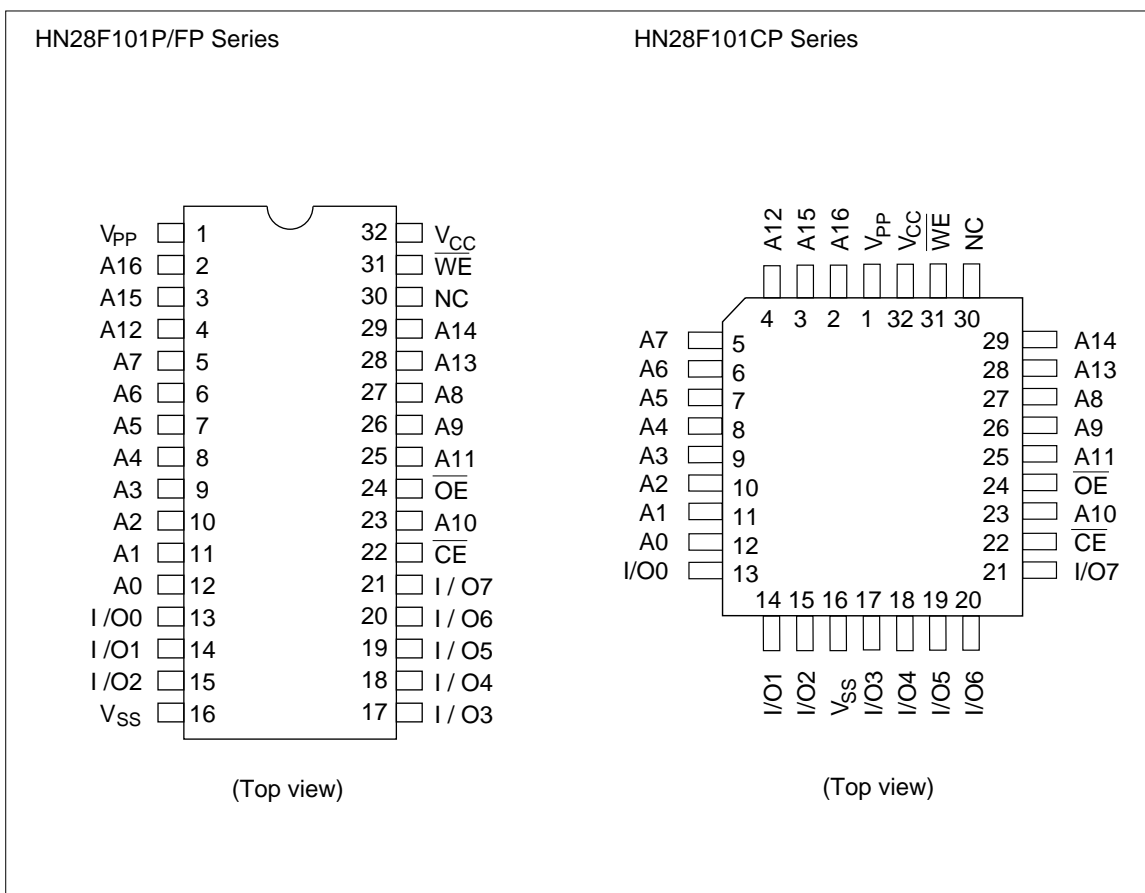 HN28F101P/FP Series
VPP 1 32 VCC
A16 2 31 WE
A15 3 30 NC
A12 4 29 A14
A7 5 28 A13
A6 6 27 A8
A5 7 26 A9
A4 8 25 A11
A3 9 24 OE
A2 10 23 A10
A1 11 22 CE
A0 12 21 I / O7
I /O0 13 20 I / O6
I /O1 14 19 I / O5
I /O2 15 18 I / O4
VSS 16 17 I / O3
(Top view)
HN28F101CP Series
A12 A15 A16 VPP VCC WE NC
4 3 2 1 32 31 30
A7 5 29 A14
A6 6 28 A13
A5 7 27 A8
A4 8 26 A9
A3 9 25 A11
A2 10 24 OE
A1 11 23 A10
A0 12 22 CE
I/O0 13 21 I/O7
14 15 16 17 18 19 20
I/O1 I/O2 VSS I/O3 I/O4 I/O5 I/O6
(Top view)